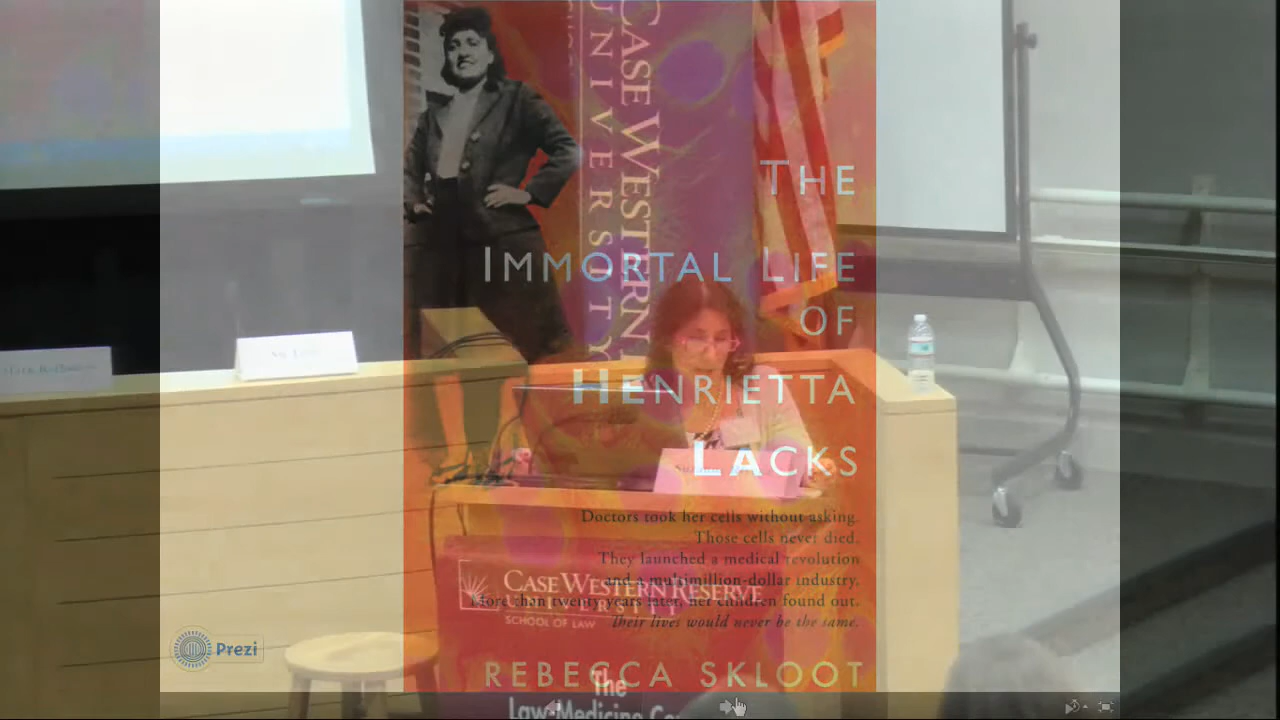 CASE WESTERN
UNIVERSITY
THE
IMMORTAL LIFE
OF
HENRIETTA
LACKS
Doctors took her cells without asking.
Those cells never died.
They launched a medical revolution
and a multimillion-dollar industry.
More than twenty years later, her children found out.
Their lives would never be the same.
CASE WESTERN RESERVE
UNIVERSITY
SCHOOL OF LAW
REBECCA SKLOOT
The
Law-Medicine
Prezi